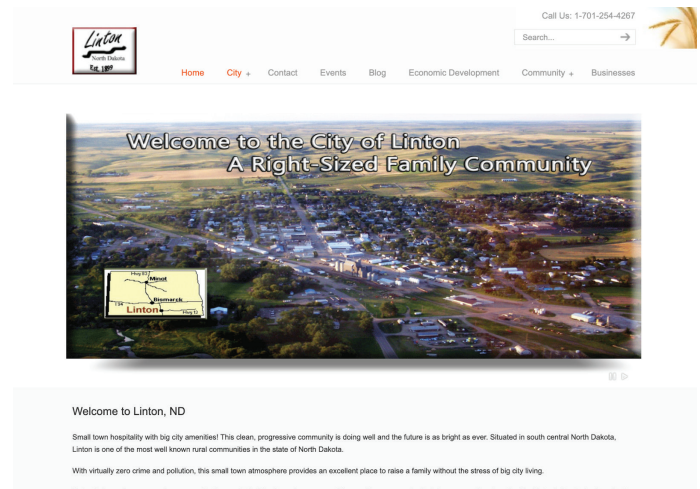 Call Us: 1-701-254-4267
Search...
Linton
North Dakota
Est. 1899
Home City + Contact Events Blog Economic Development Community + Businesses
Welcome to the City of Linton
A Right-Sized Family Community
Hwy 83
Minot
Bismarck
I 94
Linton
Hwy 13
Welcome to Linton, ND
Small town hospitality with big city amenities! This clean, progressive community is doing well and the future is as bright as ever. Situated in south central North Dakota,
Linton is one of the most well known rural communities in the state of North Dakota.
With virtually zero crime and pollution, this small town atmosphere provides an excellent place to raise a family without the stress of big city living.